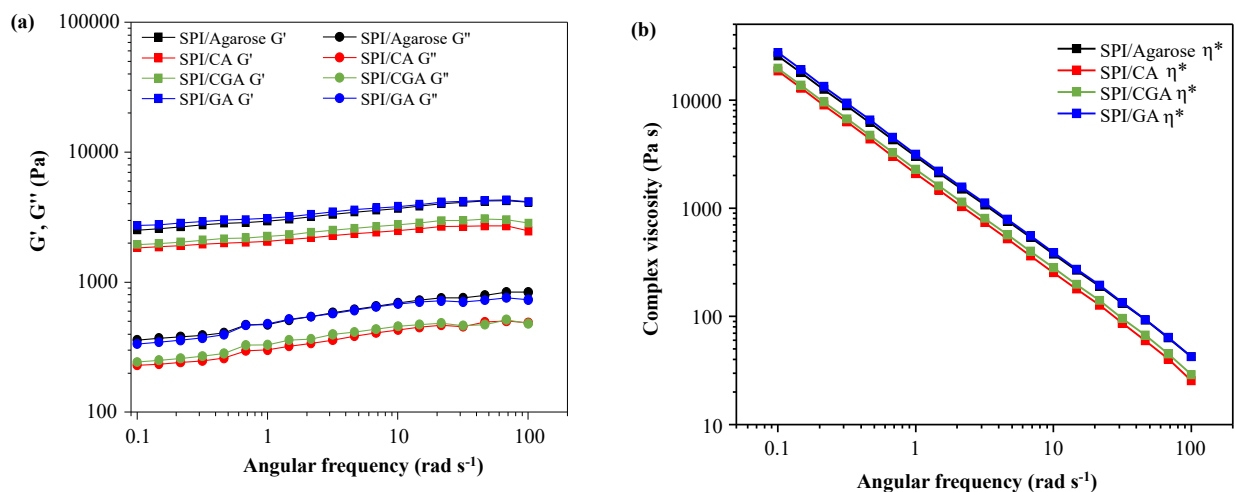 (a)
100000
10000
1000
100
G', G'' (Pa)
SPI/Agarose G' SPI/Agarose G''
SPI/CA G' SPI/CA G''
SPI/CGA G' SPI/CGA G''
SPI/GA G' SPI/GA G''
0.1 1 10 100
Angular frequency (rad s⁻¹)
(b)
10000
1000
100
10
Complex viscosity (Pa s)
SPI/Agarose η*
SPI/CA η*
SPI/CGA η*
SPI/GA η*
0.1 1 10 100
Angular frequency (rad s⁻¹)